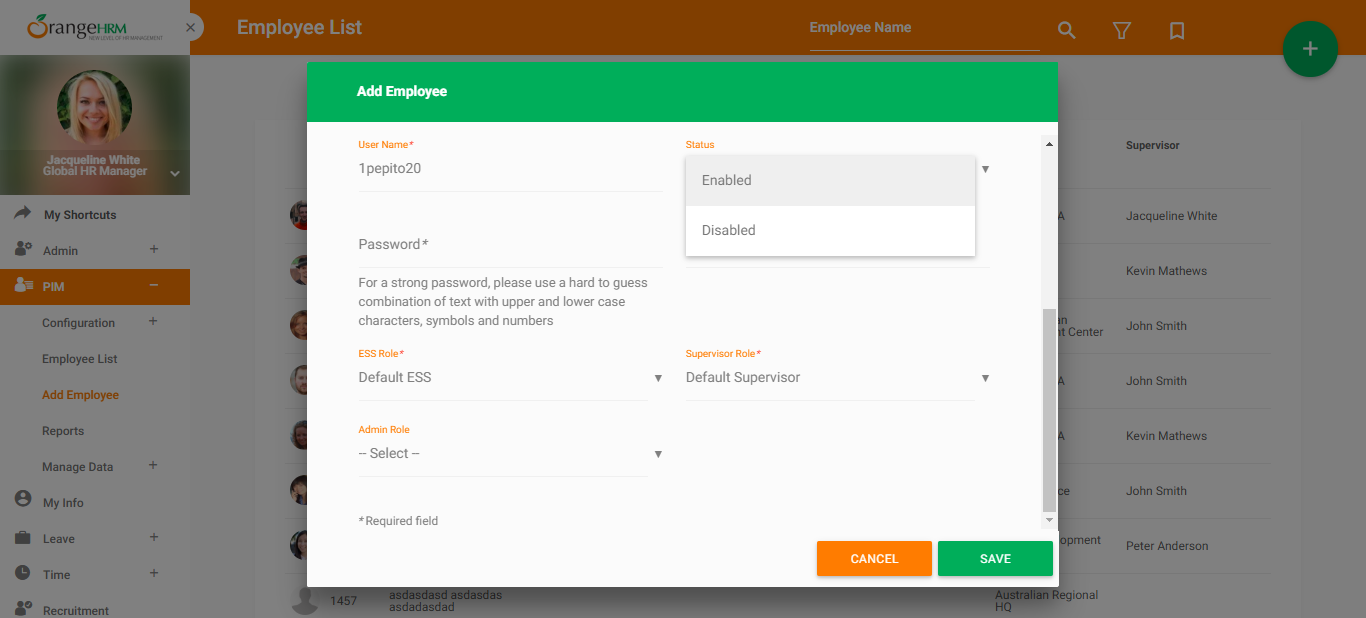 OrangeHRM
NEW LEVEL OF HR MANAGEMENT
Employee List
Employee Name
Jacqueline White
Global HR Manager
My Shortcuts
Admin
PIM
Configuration
Employee List
Add Employee
Reports
Manage Data
My Info
Leave
Time
Recruitment
Add Employee
User Name*
1pepito20
Status
Enabled
Disabled
Password*
For a strong password, please use a hard to guess
combination of text with upper and lower case
characters, symbols and numbers
ESS Role*
Default ESS
Supervisor Role*
Default Supervisor
Admin Role
-- Select --
*Required field
CANCEL
SAVE
Supervisor
A
Jacqueline White
Kevin Mathews
an
nt Center
John Smith
A
John Smith
A
Kevin Mathews
ce
John Smith
opment
Peter Anderson
1457
asdasdasd asdasdas
asdadasdad
Australian Regional
HQ